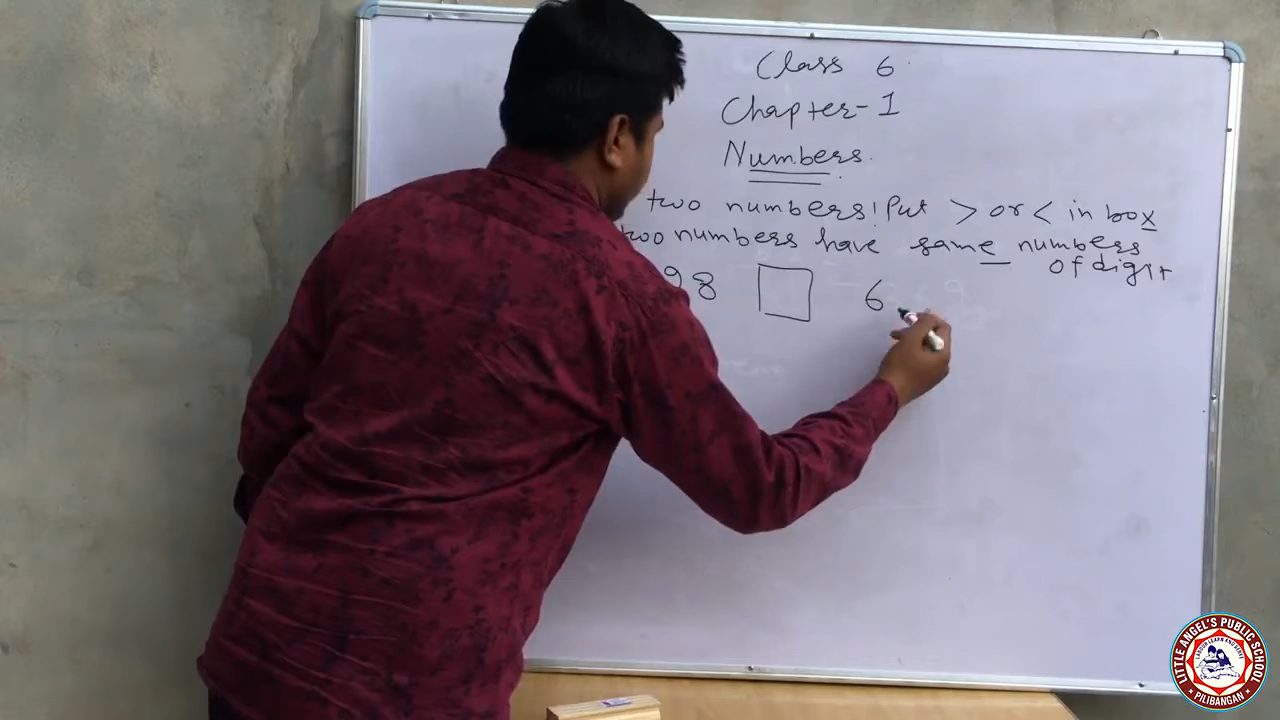 Class 6
Chapter-1
Numbers.
two numbers! Put > or < in box
two numbers have same numbers
of digit
98 6
LITTLE ANGEL'S PUBLIC SCHOOL
PILIBANGAN